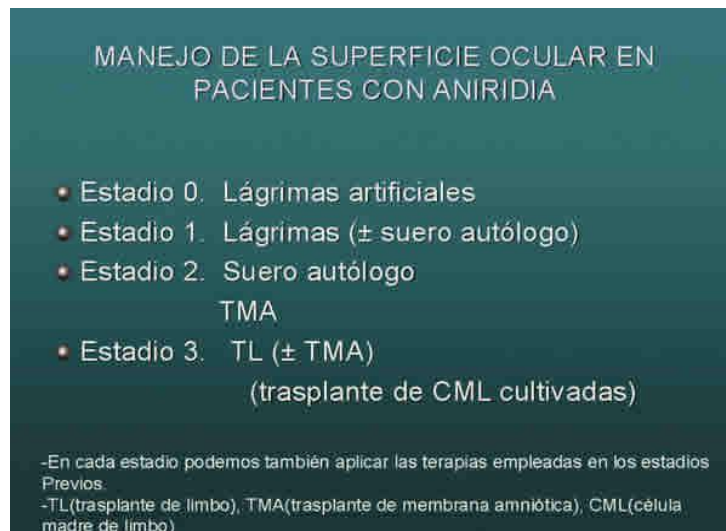 MANEJO DE LA SUPERFICIE OCULAR EN
PACIENTES CON ANIRIDIA
Estadio 0. Lágrimas artificiales
Estadio 1. Lágrimas (± suero autólogo)
Estadio 2. Suero autólogo
TMA
Estadio 3. TL (± TMA)
(trasplante de CML cultivadas)
-En cada estadio podemos también aplicar las terapias empleadas en los estadios
Previos.
-TL(trasplante de limbo), TMA(trasplante de membrana amniótica), CML(célula
madre de limbo)